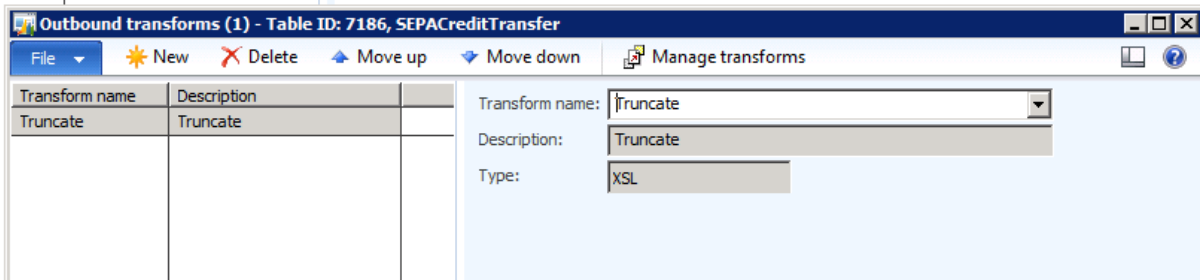 Outbound transforms (1) - Table ID: 7186, SEPACreditTransfer
File New Delete Move up Move down Manage transforms
Transform name Description
Truncate Truncate
Transform name: Truncate
Description: Truncate
Type: XSL